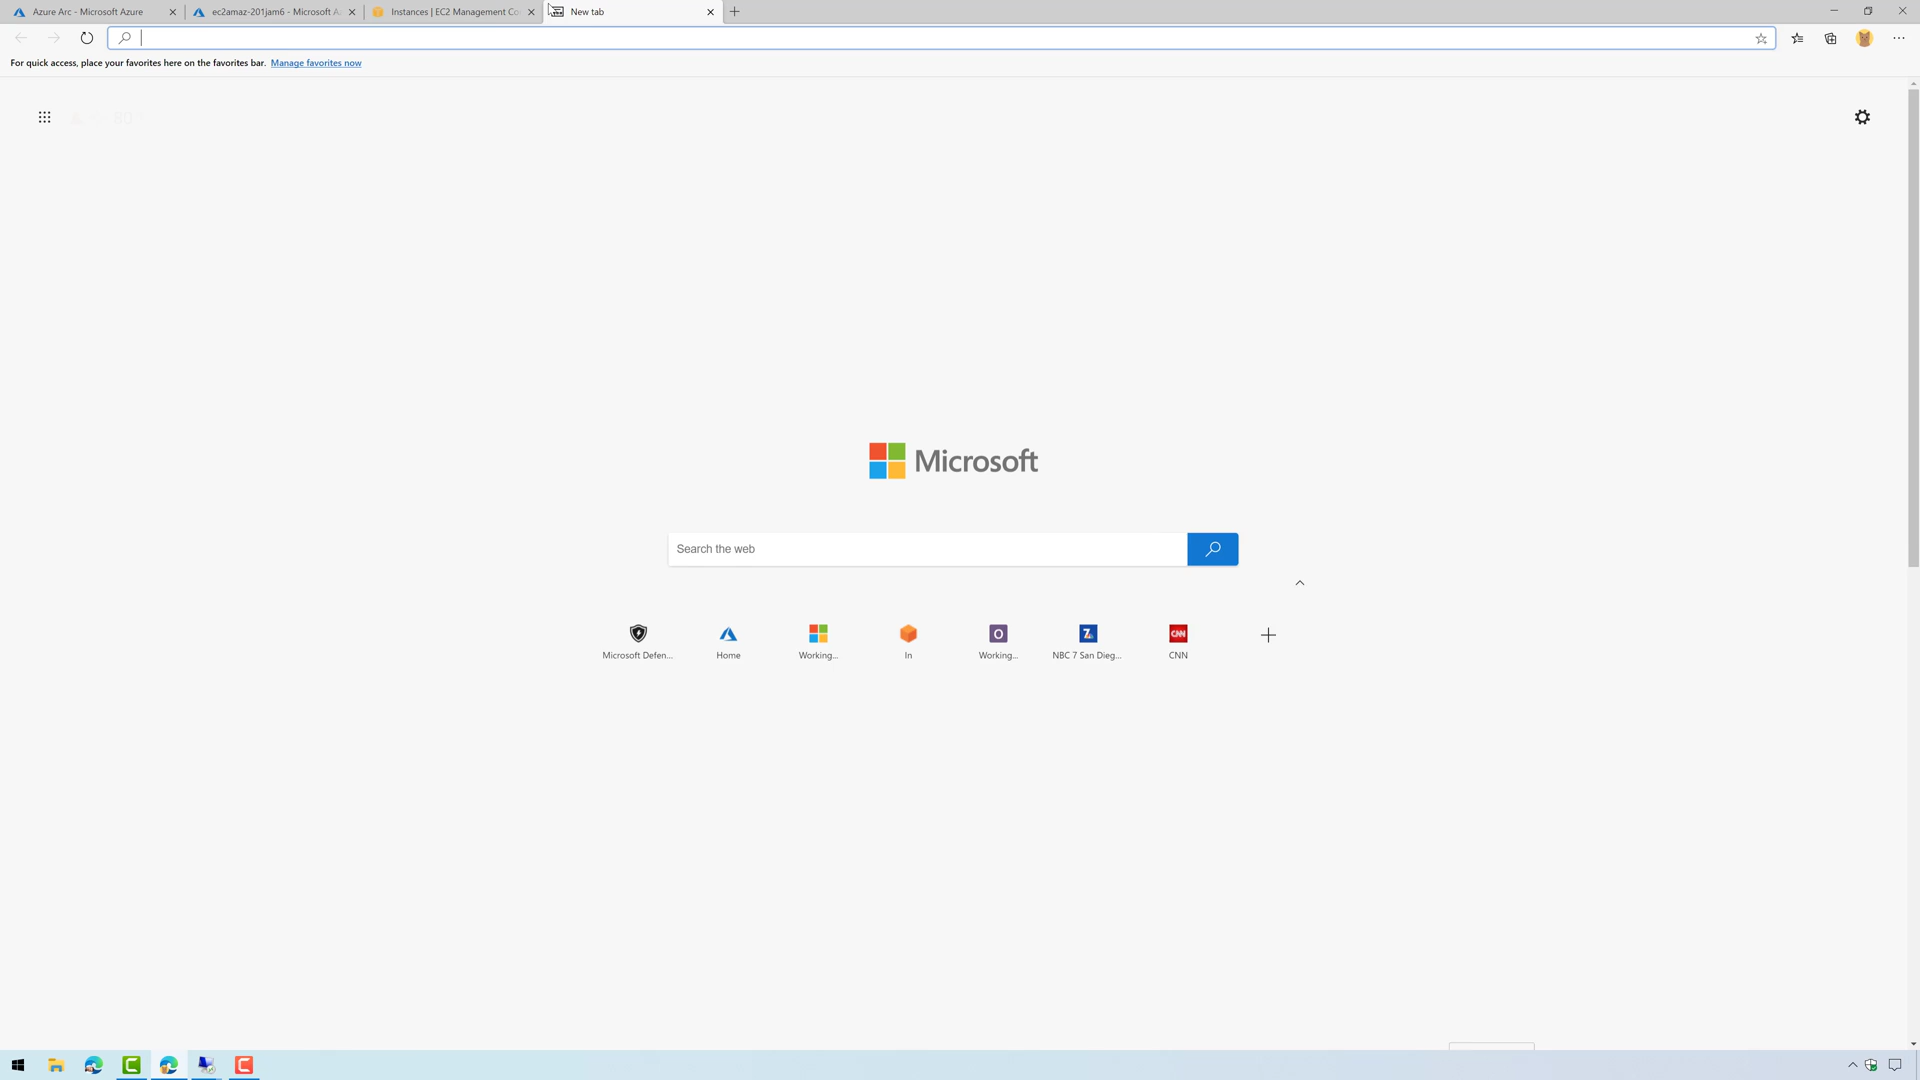 Azure Arc - Microsoft Azure
ec2amaz-201jam6 - Microsoft A
Instances | EC2 Management Co
New tab
For quick access, place your favorites here on the favorites bar. Manage favorites now
Microsoft
Search the web
Microsoft Defen...
Home
Working...
In
Working...
NBC 7 San Dieg...
CNN